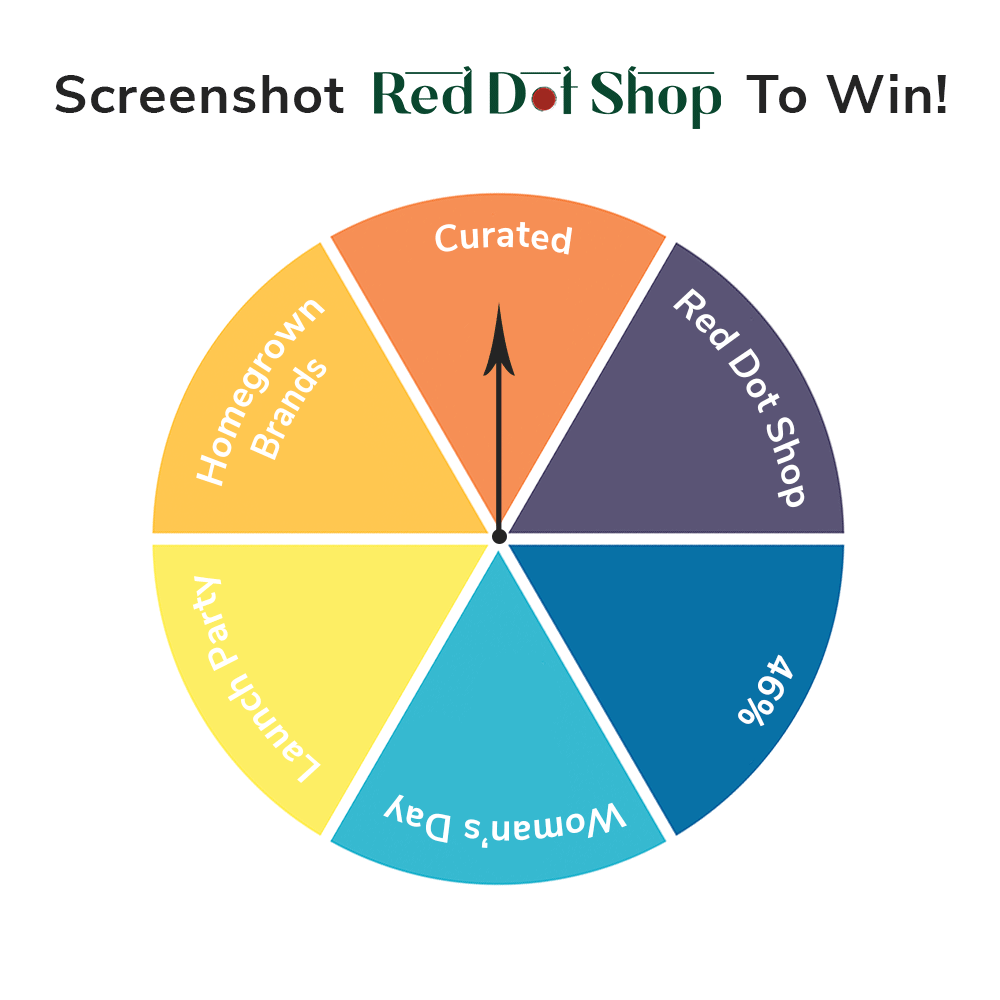 Screenshot Red Dot Shop To Win!
Curated
Red Dot Shop
46%
Woman's Day
Launch Party
Homegrown
Brands